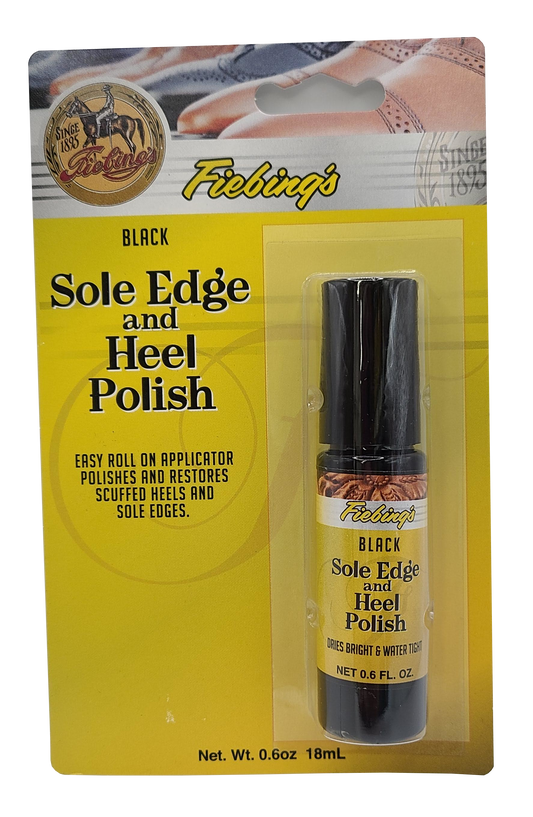 SINCE
1895
Fiebing's
Fiebing's
SINCE
1895
BLACK
Sole Edge
and
Heel
Polish
EASY ROLL ON APPLICATOR
POLISHES AND RESTORES
SCUFFED HEELS AND
SOLE EDGES.
Fiebing's
BLACK
Sole Edge
and
Heel
Polish
DRIES BRIGHT & WATER TIGHT
NET 0.6 FL. OZ.
Net. Wt. 0.6oz 18mL